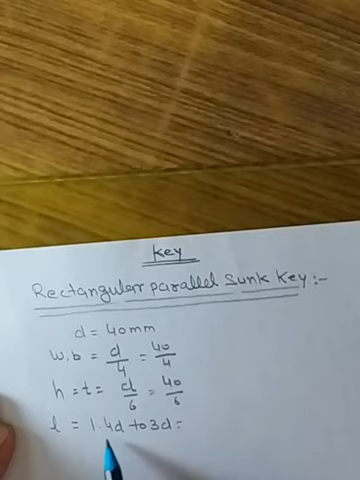 Key
Rectangular parallel Sunk Key:-
d = 40mm
w,b = d/4 = 40/4
h = t = d/6 = 40/6
l = 1.4d to 3d =